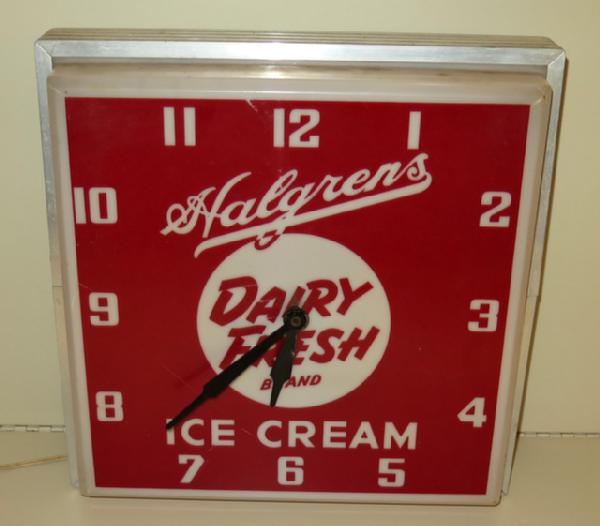 11 12 1
Halgrens
10 2
DAIRY
9 3
FRESH
BRAND
8 4
ICE CREAM
7 6 5